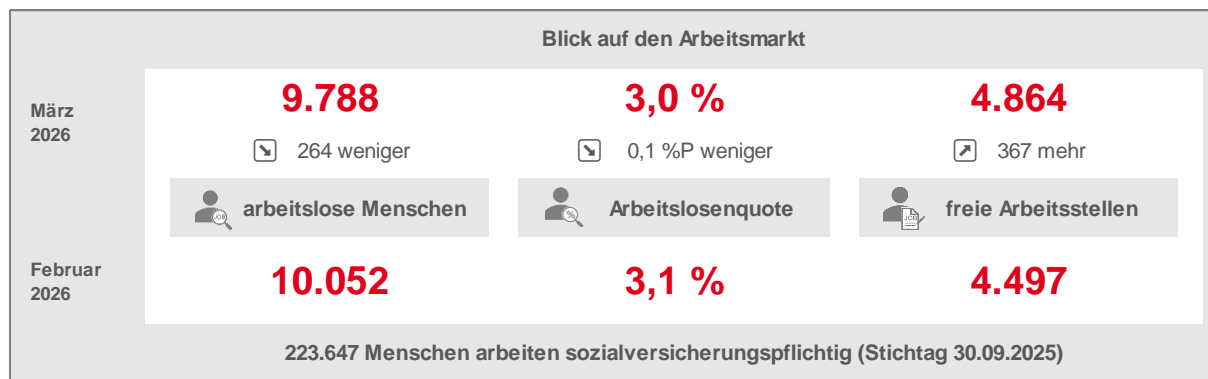 Blick auf den Arbeitsmarkt
März
2026
9.788
3,0 %
4.864
264 weniger
0,1 %P weniger
367 mehr
JOB
arbeitslose Menschen
%
Arbeitslosenquote
JOB
freie Arbeitsstellen
Februar
2026
10.052
3,1 %
4.497
223.647 Menschen arbeiten sozialversicherungspflichtig (Stichtag 30.09.2025)